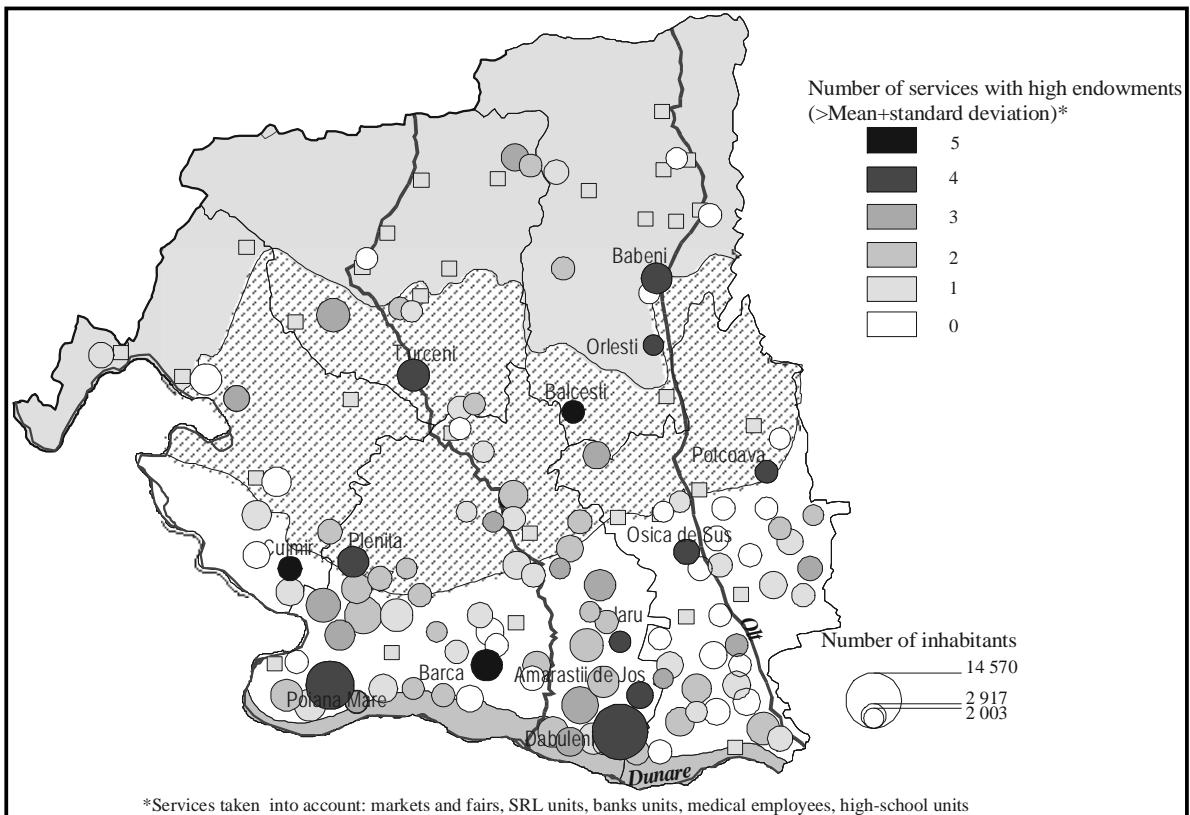 Number of services with high endowments
(>Mean+standard deviation)*
5
4
3
2
1
0
Babeni
Orlesti
Turceni
Balcesti
Potcoava
Osica de Sus
Plenita
Barca
Amarastii de Jos
Poiana Mare
Dabuleni
Olt
Dunare
Number of inhabitants
14 570
2 917
2 003
*Services taken into account: markets and fairs, SRL units, banks units, medical employees, high-school units